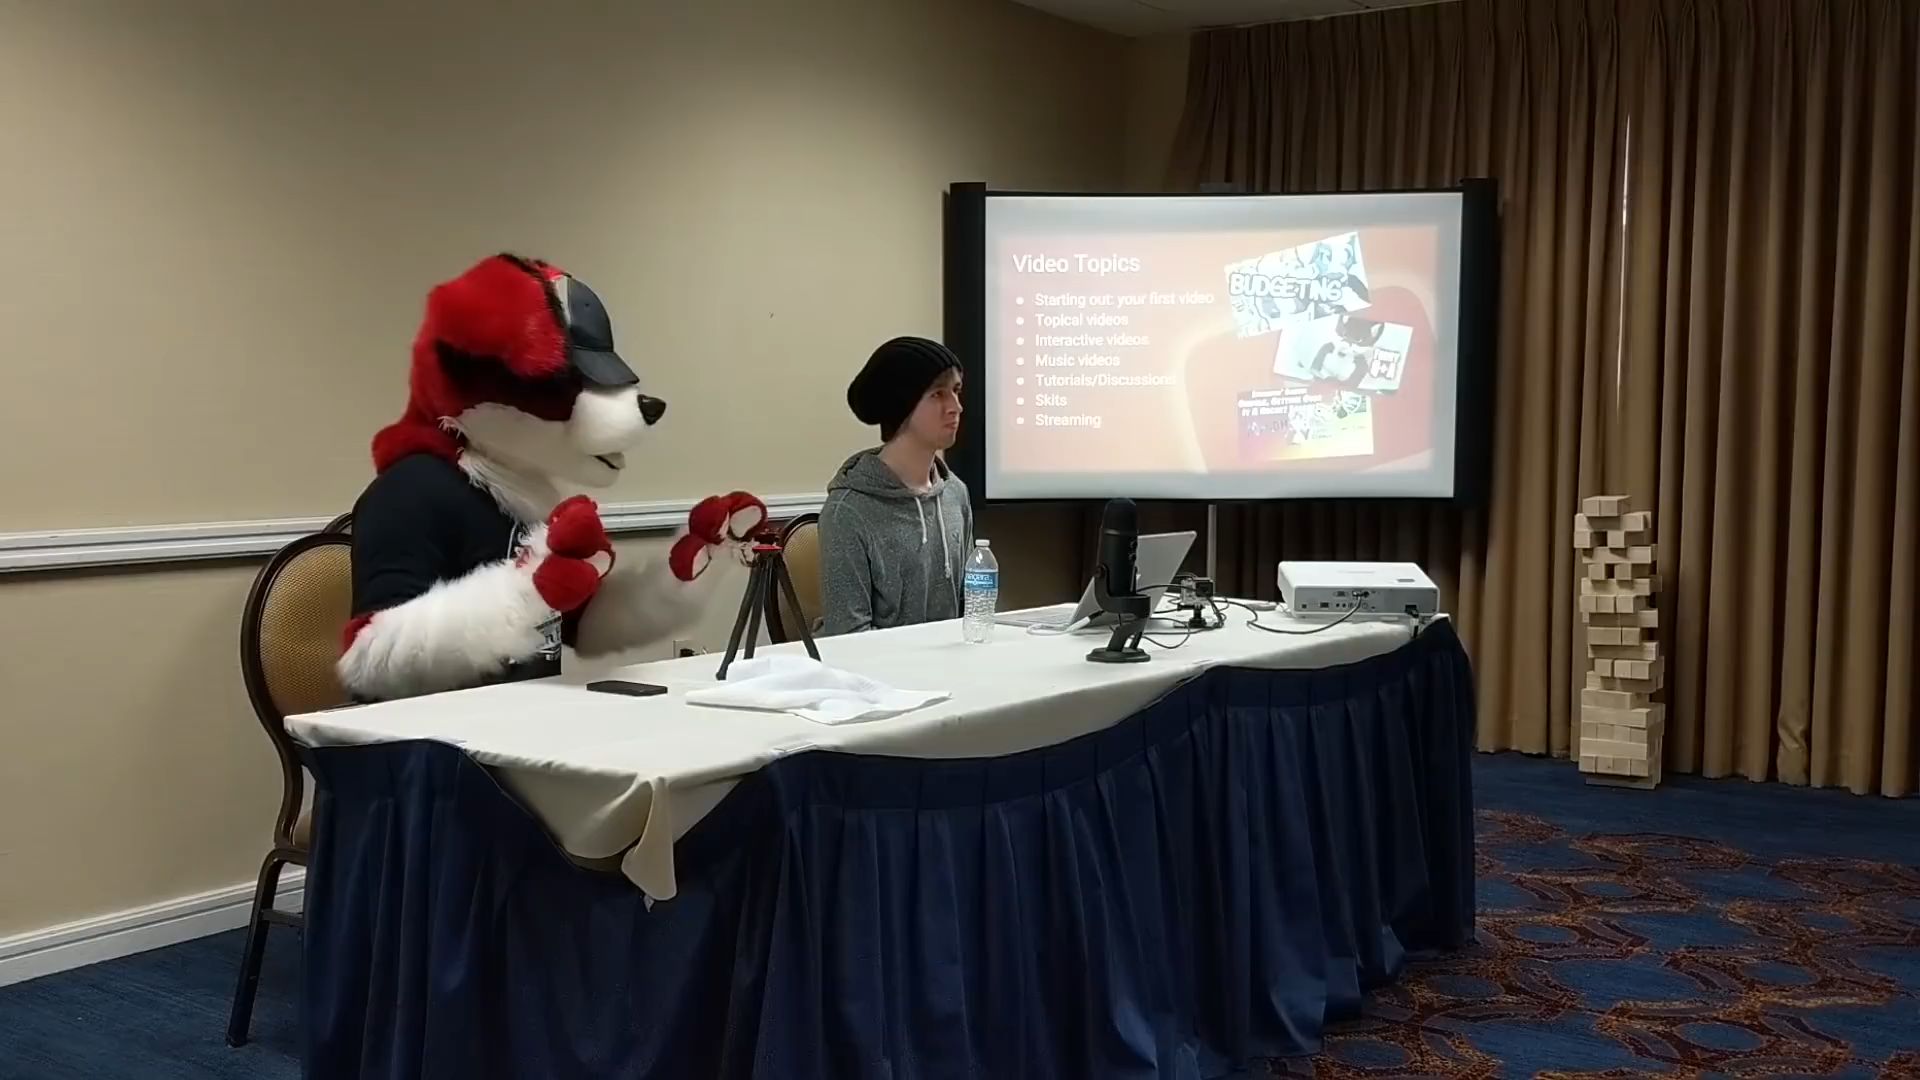 Video Topics
Starting out: your first video
Topical videos
Interactive videos
Music videos
Tutorials/Discussions
Skits
Streaming
BUDGETING